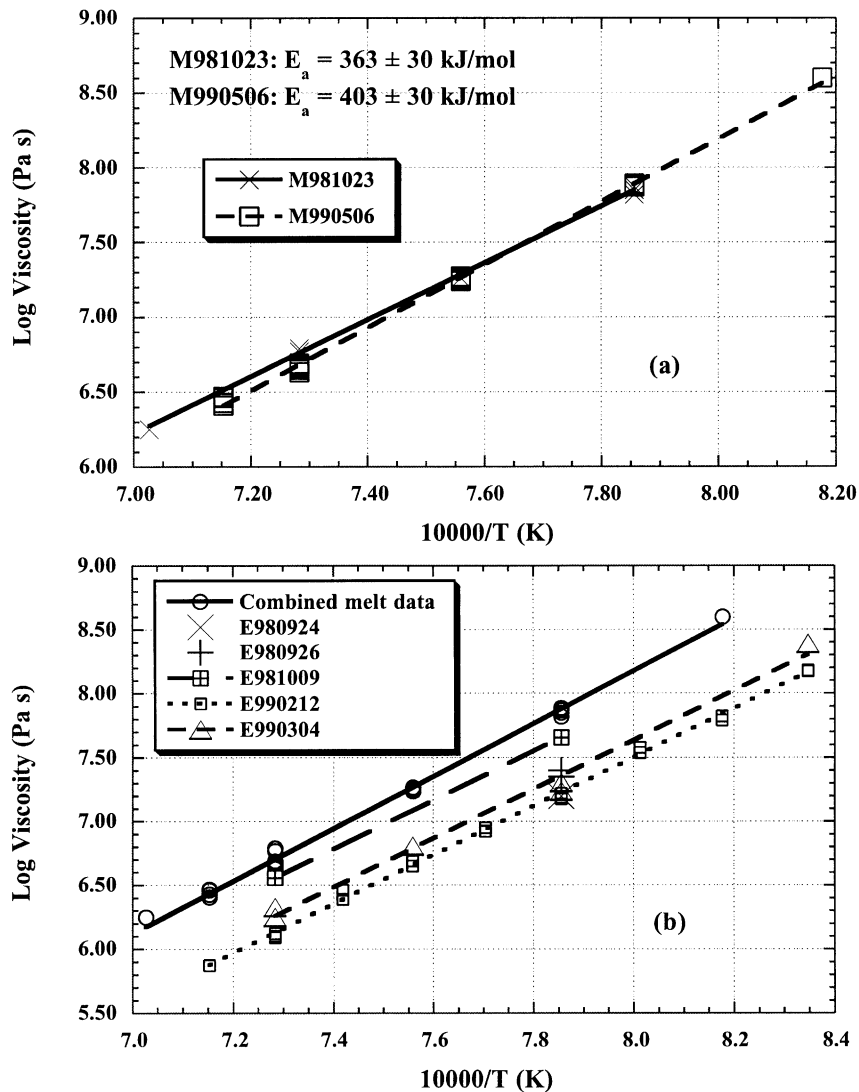 9.00
M981023: Ea = 363 ± 30 kJ/mol
M990506: Ea = 403 ± 30 kJ/mol
8.50
8.00
M981023
M990506
7.50
7.00
6.50
6.00
Log Viscosity (Pa s)
(a)
7.00 7.20 7.40 7.60 7.80 8.00 8.20
10000/T (K)
9.00
8.50
8.00
7.50
7.00
6.50
6.00
5.50
Log Viscosity (Pa s)
Combined melt data
E980924
E980926
E981009
E990212
E990304
(b)
7.0 7.2 7.4 7.6 7.8 8.0 8.2 8.4
10000/T (K)